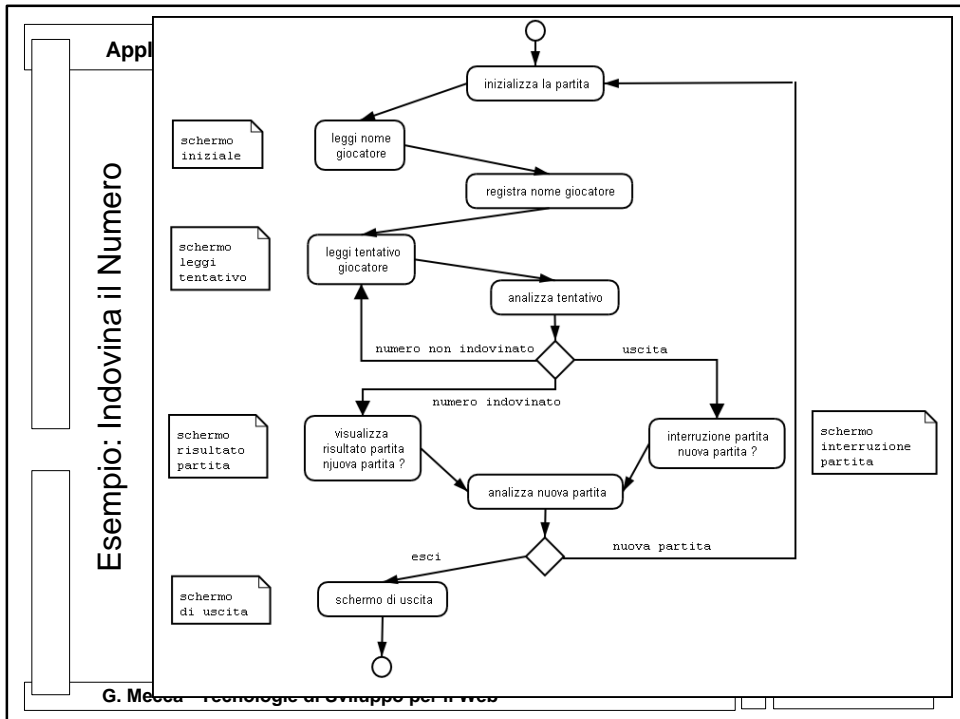 Appl
Esempio: Indovina il Numero
inizializza la partita
schermo
iniziale
leggi nome
giocatore
registra nome giocatore
schermo
leggi
tentativo
leggi tentativo
giocatore
analizza tentativo
numero non indovinato
uscita
numero indovinato
schermo
risultato
partita
visualizza
risultato partita
njuova partita ?
interruzione partita
nuova partita ?
schermo
interruzione
partita
analizza nuova partita
esci
nuova partita
schermo
di uscita
schermo di uscita
G. Mecca - Tecnologie di Sviluppo per il Web